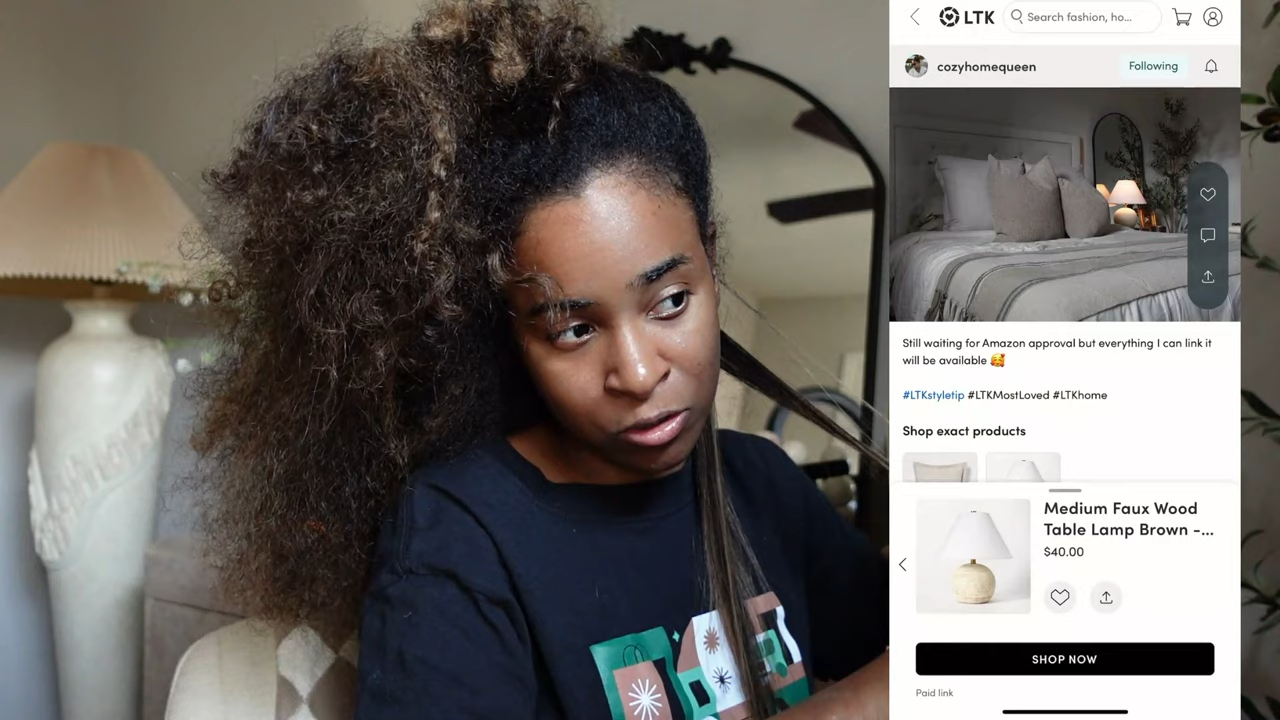 LTK
Search fashion, ho...
cozyhomequeen
Following
Still waiting for Amazon approval but everything I can link it
will be available 🥰
#LTKstyletip #LTKMostLoved #LTKhome
Shop exact products
Medium Faux Wood
Table Lamp Brown -...
$40.00
SHOP NOW
Paid link